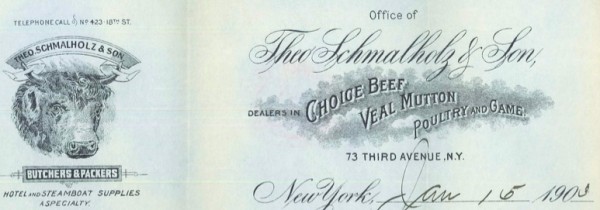 TELEPHONE CALL Nº 423-18TH ST.
THEO. SCHMALHOLZ & SON,
BUTCHERS & PACKERS
HOTEL AND STEAMBOAT SUPPLIES
A SPECIALTY.
Office of
Theo Schmalholz & Son,
DEALERS IN CHOICE BEEF,
VEAL MUTTON
POULTRY AND GAME.
73 THIRD AVENUE, N.Y.
New York, Jan 15 1903